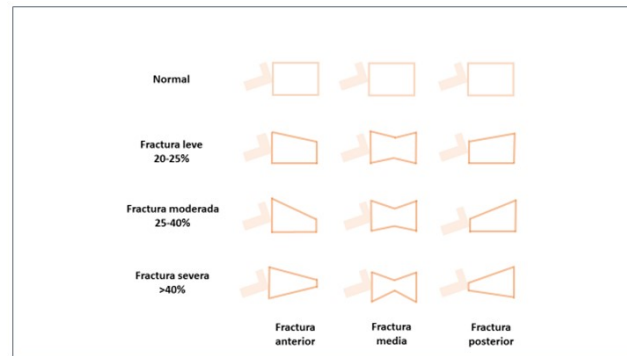 Normal
Fractura leve
20-25%
Fractura moderada
25-40%
Fractura severa
>40%
Fractura
anterior
Fractura
media
Fractura
posterior